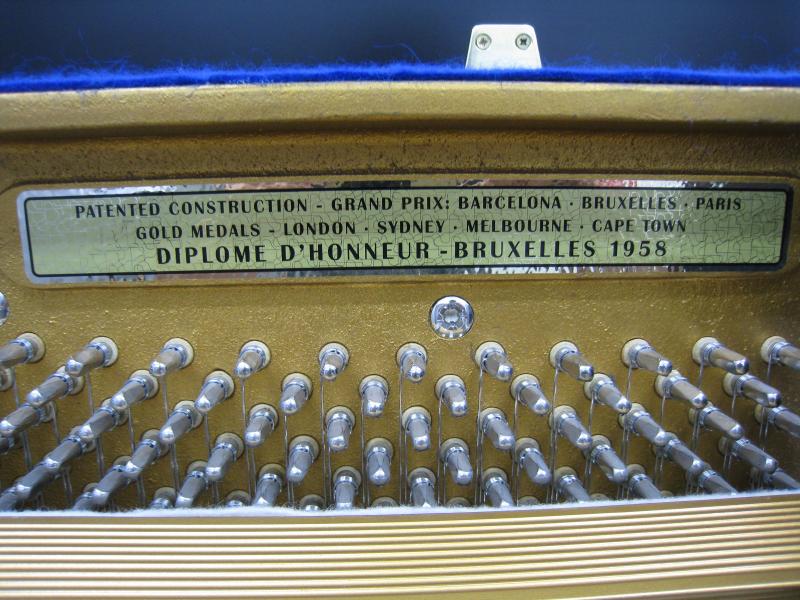 PATENTED CONSTRUCTION - GRAND PRIX: BARCELONA · BRUXELLES · PARIS
GOLD MEDALS - LONDON · SYDNEY · MELBOURNE · CAPE TOWN
DIPLOME D'HONNEUR - BRUXELLES 1958